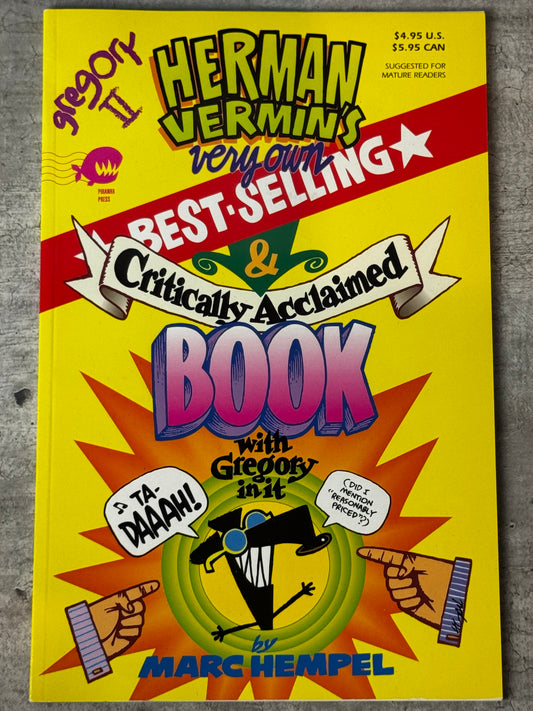 gregory
II
HERMAN
VERMIN'S
very own
$4.95 U.S.
$5.95 CAN
SUGGESTED FOR
MATURE READERS
PIRANHA
PRESS
BEST-SELLING
&
Critically Acclaimed
BOOK
with
Gregory
in it
♫ TA-
DAAAH!
(DID I
MENTION
"REASONABLY
PRICED"?)
by
MARC HEMPEL